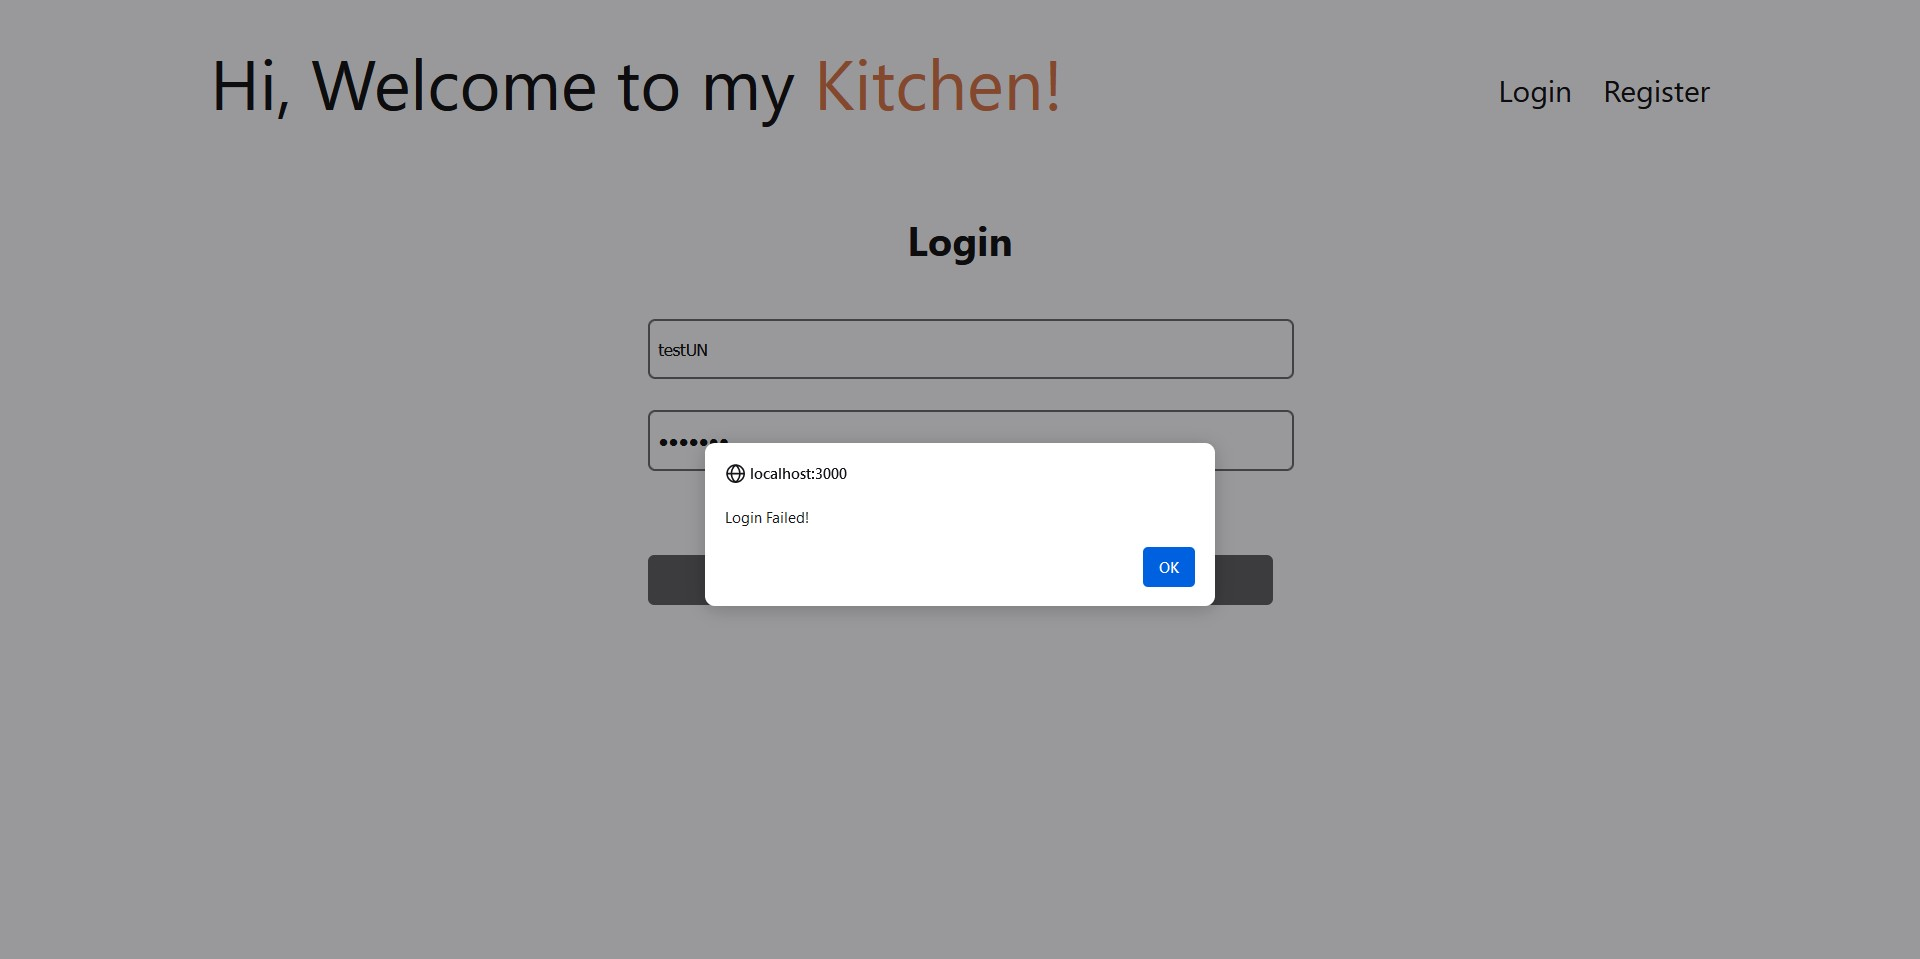 Hi, Welcome to my Kitchen!
Login Register
Login
testUN
•••••••
localhost:3000
Login Failed!
OK